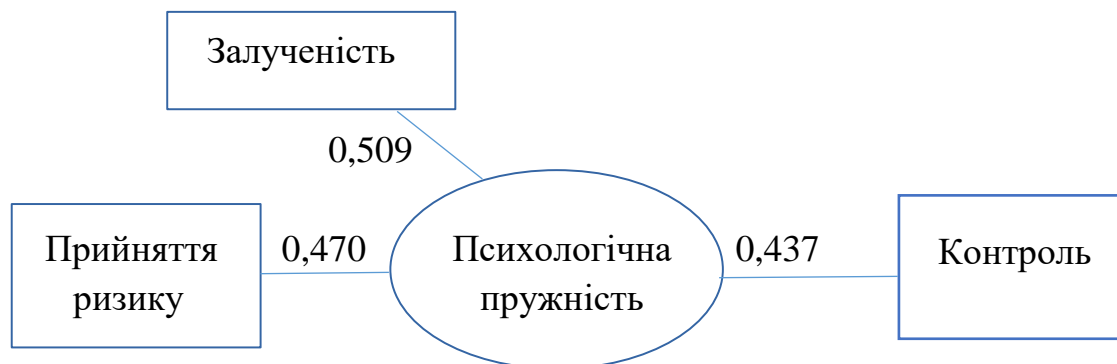 Залученість
0,509
Прийняття
ризику
0,470
Психологічна
пружність
0,437
Контроль